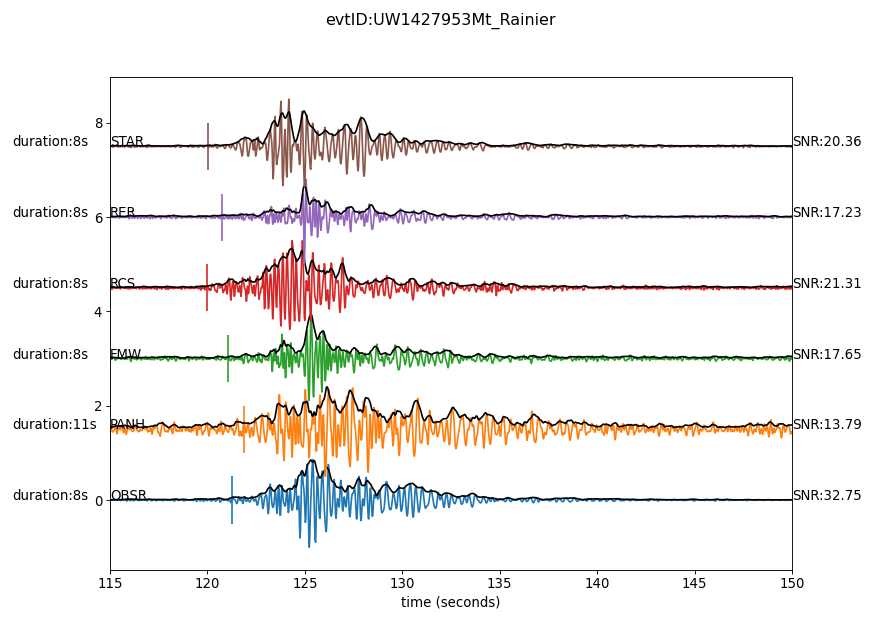 evtID:UW1427953Mt_Rainier
8
duration:8s STAR SNR:20.36
duration:8s RER SNR:17.23
6
duration:8s RCS SNR:21.31
4
duration:8s FMW SNR:17.65
2
duration:11s PANH SNR:13.79
duration:8s OBSR SNR:32.75
0
115 120 125 130 135 140 145 150
time (seconds)